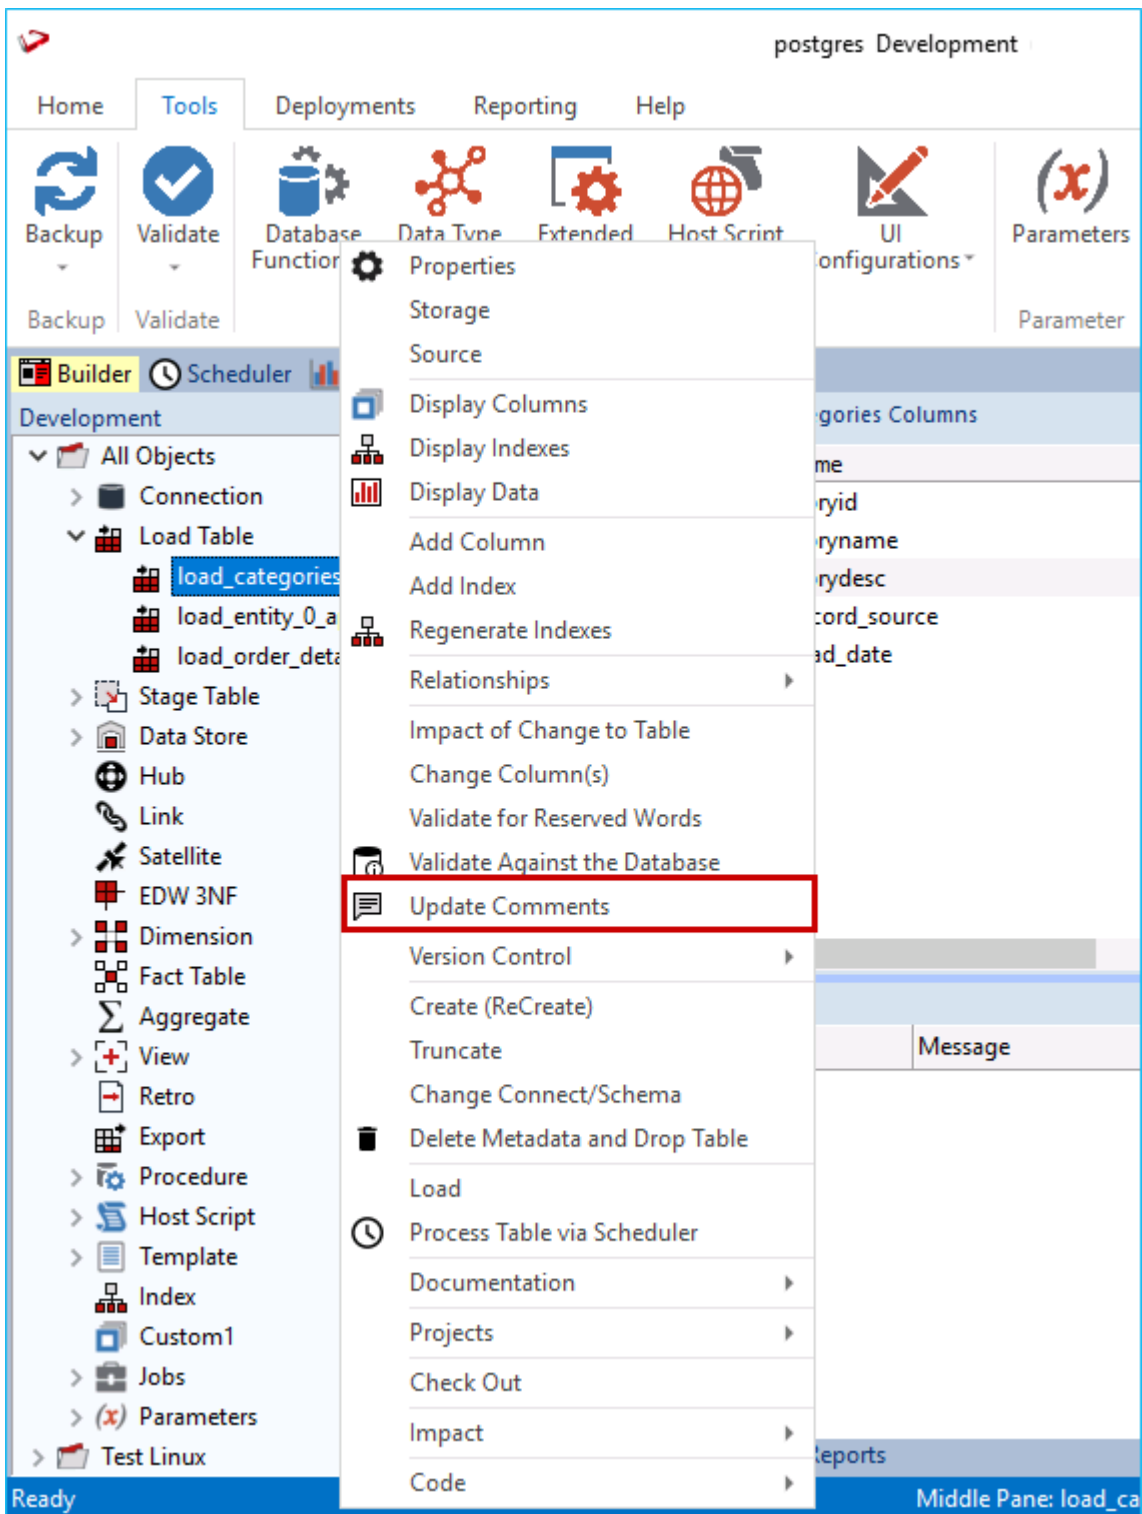 postgres Development
Home Tools Deployments Reporting Help
Backup Validate Database Data Type Extended Host Script UI Parameters
Function Configurations
Backup Validate Parameter
Builder Scheduler
Development
All Objects
Connection
Load Table
load_categories
load_entity_0_a
load_order_deta
Stage Table
Data Store
Hub
Link
Satellite
EDW 3NF
Dimension
Fact Table
Aggregate
View
Retro
Export
Procedure
Host Script
Template
Index
Custom1
Jobs
Parameters
Test Linux
Ready
Properties
Storage
Source
Display Columns
Display Indexes
Display Data
Add Column
Add Index
Regenerate Indexes
Relationships
Impact of Change to Table
Change Column(s)
Validate for Reserved Words
Validate Against the Database
Update Comments
Version Control
Create (ReCreate)
Truncate
Change Connect/Schema
Delete Metadata and Drop Table
Load
Process Table via Scheduler
Documentation
Projects
Check Out
Impact
Code
gories Columns
me
ryid
ryname
rydesc
cord_source
ad_date
Message
Reports
Middle Pane: load_ca